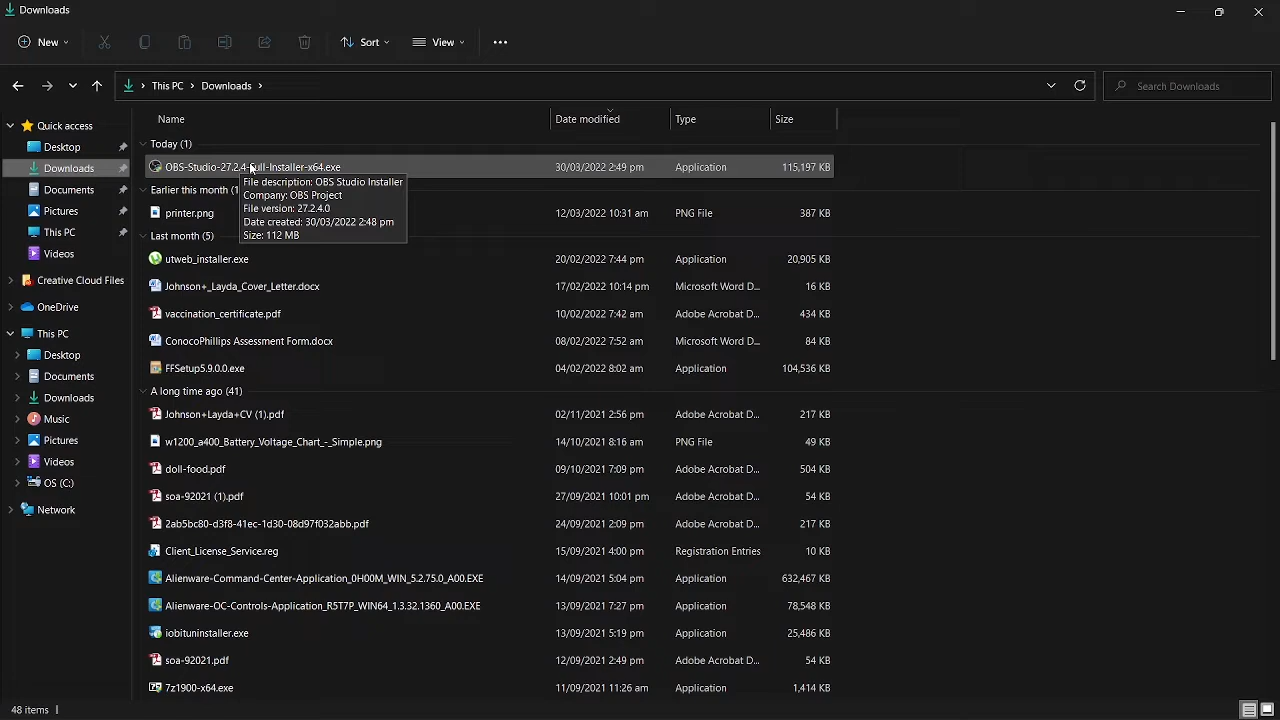 Downloads
New
Sort
View
This PC
Downloads
Search Downloads
Name
Date modified
Type
Size
Quick access
Desktop
Downloads
Documents
Pictures
This PC
Videos
Creative Cloud Files
OneDrive
This PC
Desktop
Documents
Downloads
Music
Pictures
Videos
OS (C:)
Network
Today (1)
OBS-Studio-27.2.4-Full-Installer-x64.exe 30/03/2022 2:49 pm Application 115,197 KB
File description: OBS Studio Installer
Company: OBS Project
File version: 27.2.4.0
Date created: 30/03/2022 2:48 pm
Size: 112 MB
Earlier this month (1
printer.png 12/03/2022 10:31 am PNG File 387 KB
Last month (5)
utweb_installer.exe 20/02/2022 7:44 pm Application 20,905 KB
Johnson+_Layda_Cover_Letter.docx 17/02/2022 10:14 pm Microsoft Word D... 16 KB
vaccination_certificate.pdf 10/02/2022 7:42 am Adobe Acrobat D... 434 KB
ConocoPhillips Assessment Form.docx 08/02/2022 7:52 am Microsoft Word D... 84 KB
FFSetup5.9.0.0.exe 04/02/2022 8:02 am Application 104,536 KB
A long time ago (41)
Johnson+Layda+CV (1).pdf 02/11/2021 2:56 pm Adobe Acrobat D... 217 KB
w1200_a400_Battery_Voltage_Chart_-_Simple.png 14/10/2021 8:16 am PNG File 49 KB
doll-food.pdf 09/10/2021 7:09 pm Adobe Acrobat D... 504 KB
soa-92021 (1).pdf 27/09/2021 10:01 pm Adobe Acrobat D... 54 KB
2ab5bc80-d3f8-41ec-1d30-08d97f032abb.pdf 24/09/2021 2:09 pm Adobe Acrobat D... 217 KB
Client_License_Service.reg 15/09/2021 4:00 pm Registration Entries 10 KB
Alienware-Command-Center-Application_0H00M_WIN_5.2.75.0_A00.EXE 14/09/2021 5:04 pm Application 632,467 KB
Alienware-OC-Controls-Application_R5T7P_WIN64_1.3.32.1360_A00.EXE 13/09/2021 7:27 pm Application 78,548 KB
iobituninstaller.exe 13/09/2021 5:19 pm Application 25,486 KB
soa-92021.pdf 12/09/2021 2:49 pm Adobe Acrobat D... 54 KB
7z1900-x64.exe 11/09/2021 11:26 am Application 1,414 KB
48 items